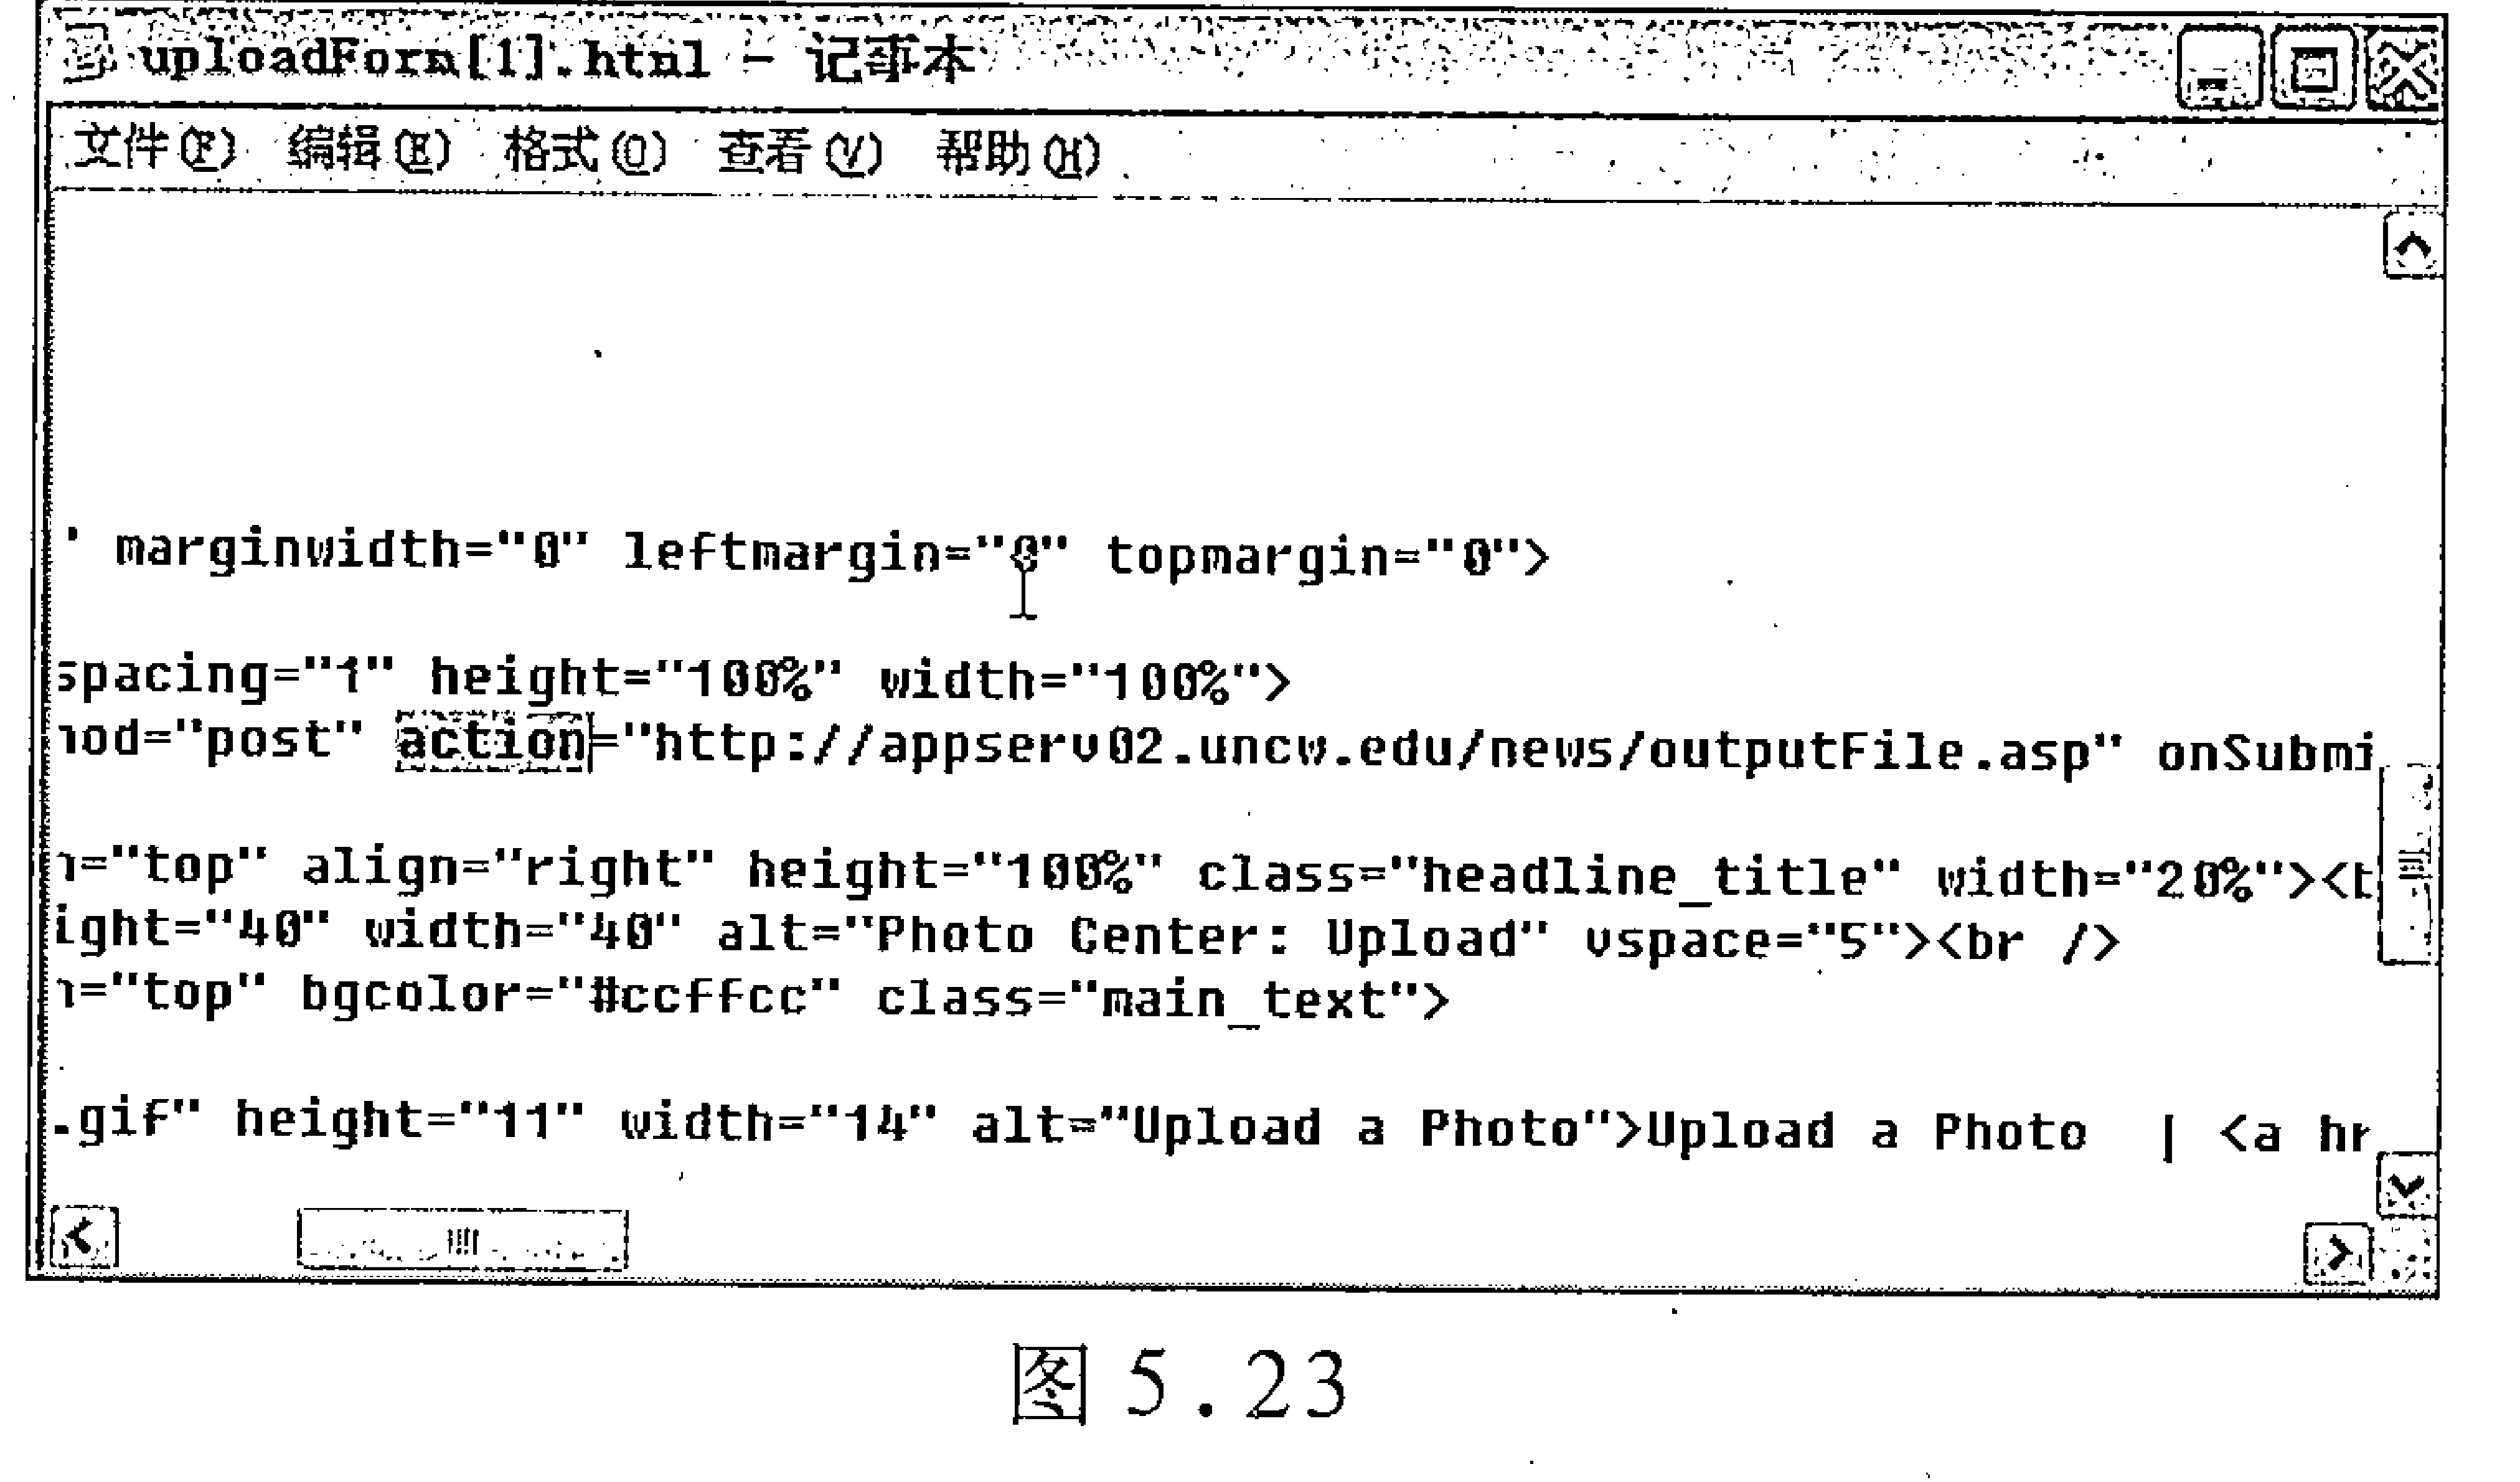 uploadForm[1].html - 记事本
文件(F) 编辑(E) 格式(O) 查看(V) 帮助(H)
" marginwidth="0" leftmargin="0" topmargin="0">
spacing="1" height="100%" width="100%">
hod="post" action="http://appserv02.uncw.edu/news/outputFile.asp" onSubmi
n="top" align="right" height="100%" class="headline_title" width="20%"><t
ight="40" width="40" alt="Photo Center: Upload" vspace="5"><br />
n="top" bgcolor="#ccffcc" class="main_text">
.gif" height="11" width="14" alt="Upload a Photo">Upload a Photo | <a hr
图 5.23